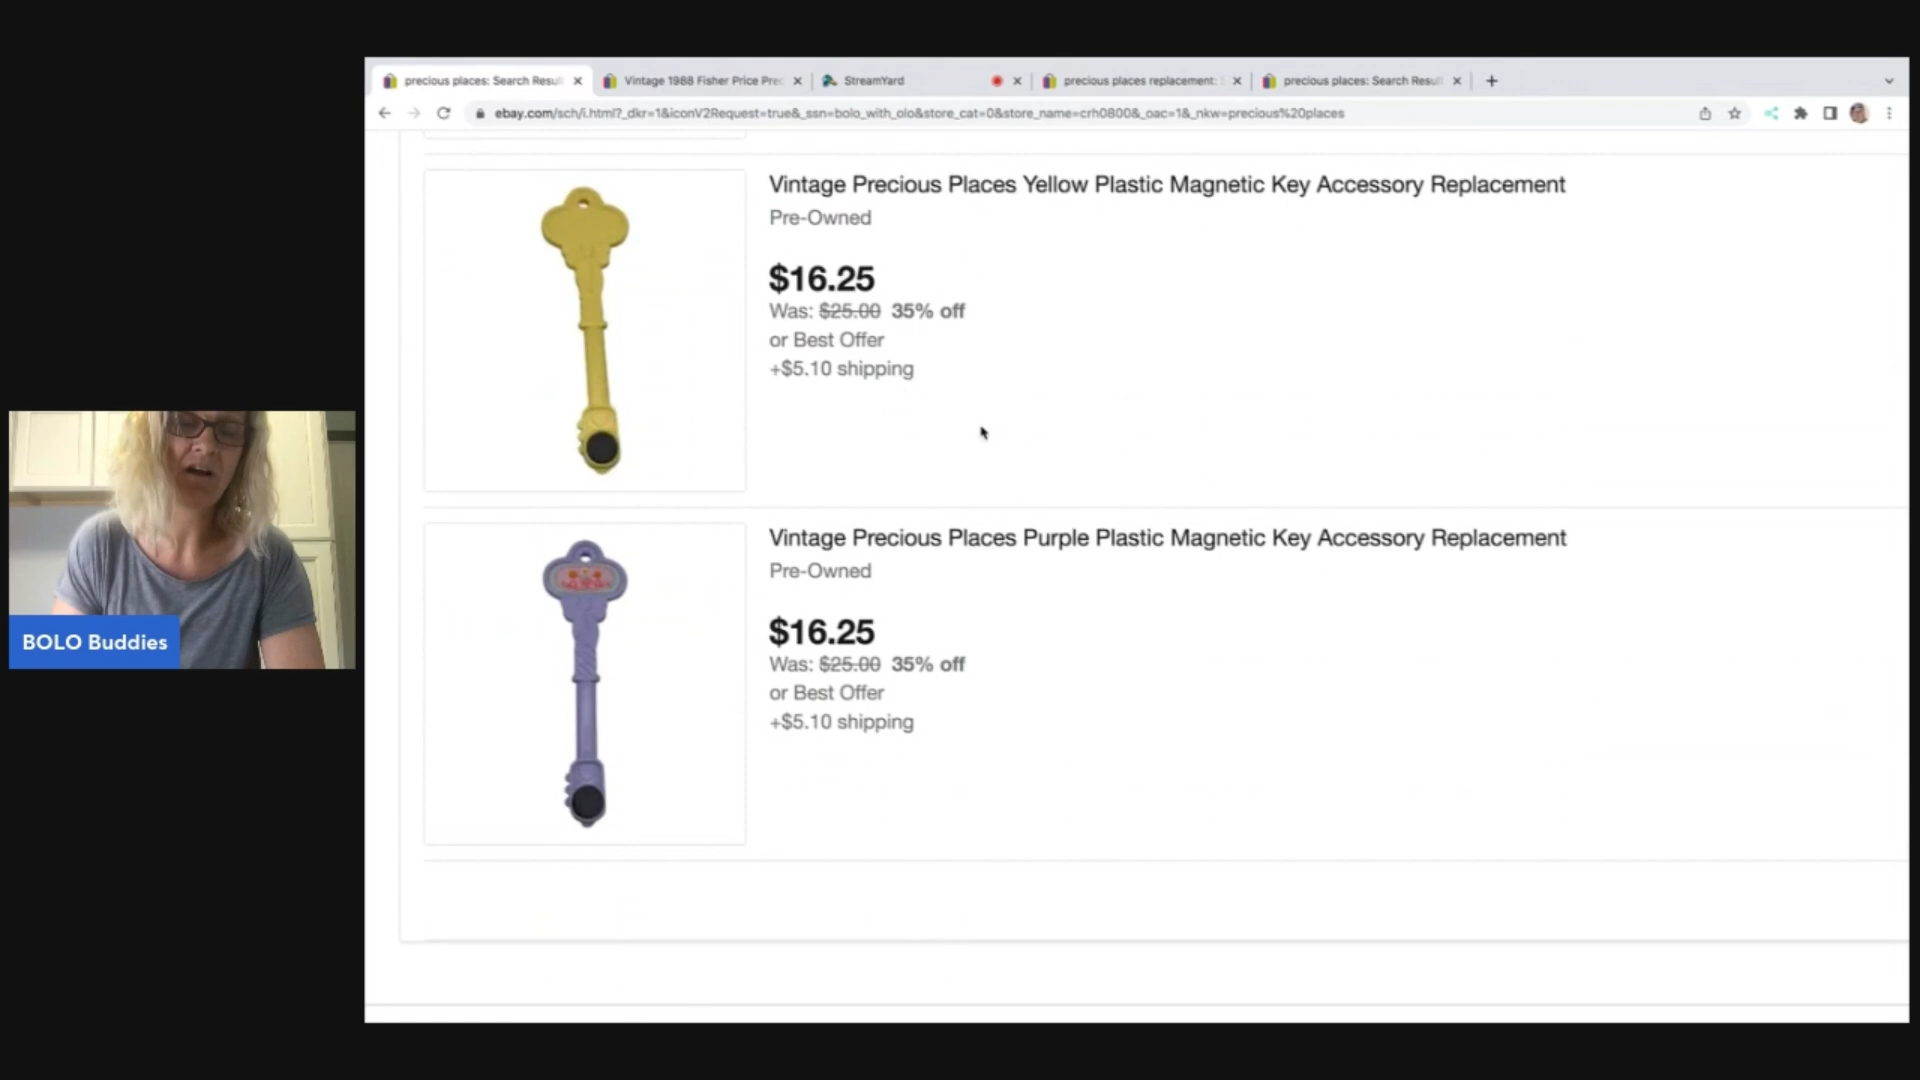 precious places: Search Resul
Vintage 1988 Fisher Price Prec
StreamYard
precious places replacement:
precious places: Search Resul
ebay.com/sch/i.html?_dkr=1&iconV2Request=true&_ssn=bolo_with_olo&store_cat=0&store_name=crh0800&_oac=1&_nkw=precious%20places
Vintage Precious Places Yellow Plastic Magnetic Key Accessory Replacement
Pre-Owned
$16.25
Was: $25.00 35% off
or Best Offer
+$5.10 shipping
Vintage Precious Places Purple Plastic Magnetic Key Accessory Replacement
Pre-Owned
$16.25
Was: $25.00 35% off
or Best Offer
+$5.10 shipping
BOLO Buddies